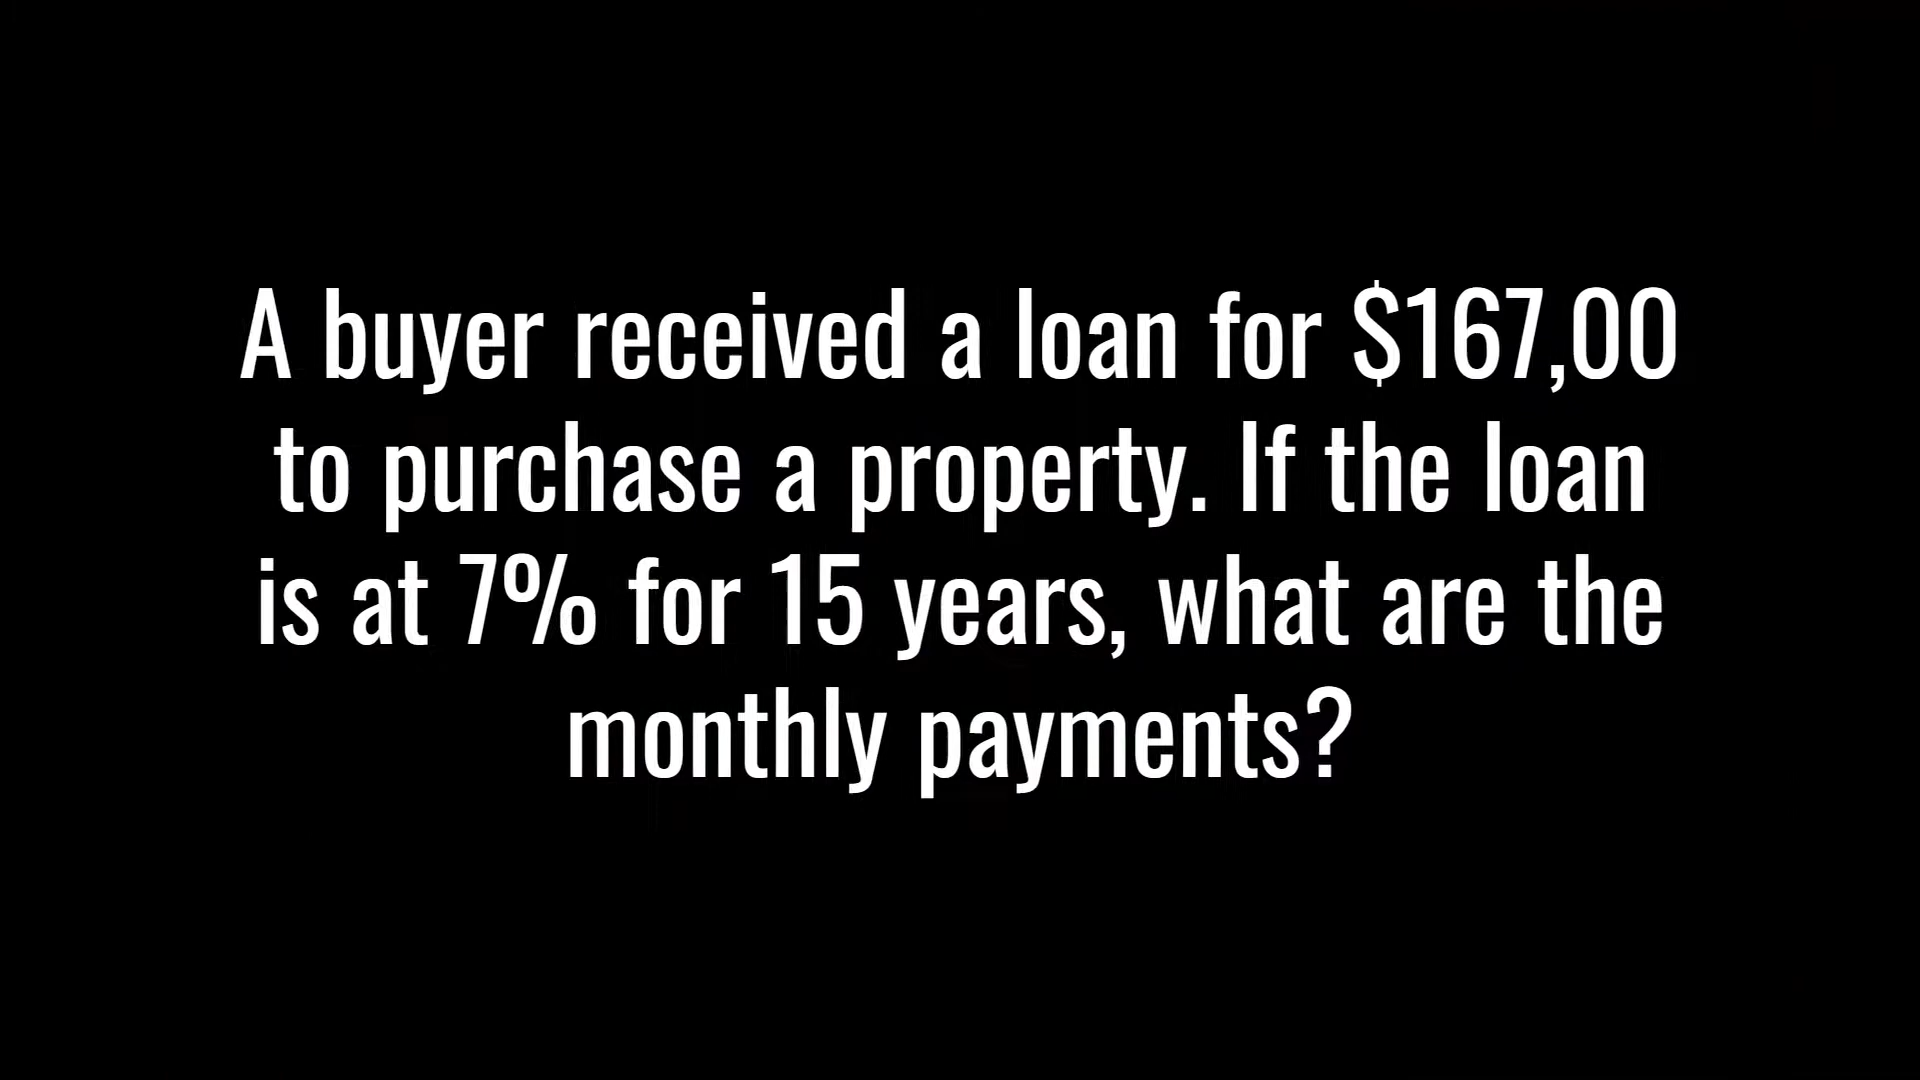 A buyer received a loan for $167,00
to purchase a property. If the loan
is at 7% for 15 years, what are the
monthly payments?